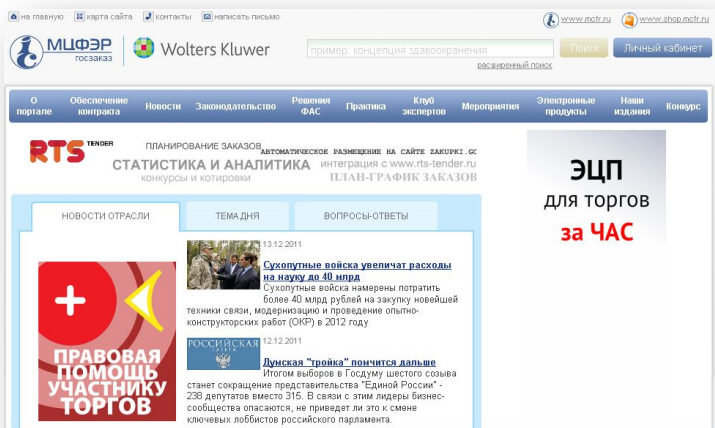 на главную карта сайта контакты написать письмо www.mcfr.ru www.shop.mcfr.ru
МЦФЭР
госзаказ
Wolters Kluwer
пример: концепция здавоохранения
Поиск
Личный кабинет
расширенный поиск
О портале
Обеспечение контракта
Новости
Законодательство
Решения ФАС
Практика
Клуб экспертов
Мероприятия
Электронные продукты
Наши издания
Конкурс
RTS TENDER
ПЛАНИРОВАНИЕ ЗАКАЗОВ
АВТОМАТИЧЕСКОЕ РАЗМЕЩЕНИЕ НА САЙТЕ ZAKUPKI.GO
СТАТИСТИКА И АНАЛИТИКА
интеграция с www.rts-tender.ru
конкурсы и котировки
ПЛАН-ГРАФИК ЗАКАЗОВ
ЭЦП
для торгов
за ЧАС
НОВОСТИ ОТРАСЛИ
ТЕМА ДНЯ
ВОПРОСЫ-ОТВЕТЫ
ПРАВОВАЯ
ПОМОЩЬ
УЧАСТНИКУ
ТОРГОВ
13.12.2011
Сухопутные войска увеличат расходы
на науку до 40 млрд
Сухопутные войска намерены потратить
более 40 млрд рублей на закупку новейшей
техники связи, модернизацию и проведение опытно-
конструкторских работ (ОКР) в 2012 году
РОССИЙСКАЯ
ГАЗЕТА
12.12.2011
Думская "тройка" помчится дальше
Итогом выборов в Госдуму шестого созыва
станет сокращение представительства "Единой России" -
238 депутатов вместо 315. В связи с этим лидеры бизнес-
сообщества опасаются, не приведет ли это к смене
ключевых лоббистов российского парламента.